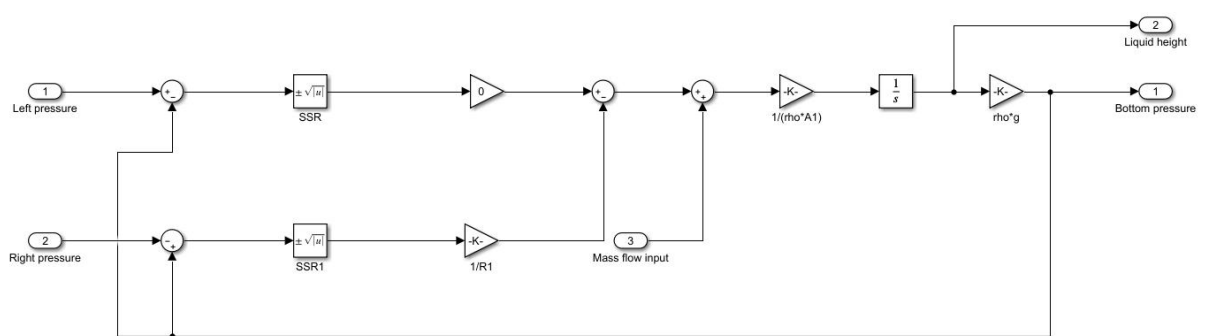 2
Liquid height
1
Left pressure
+
−
± √|u|
SSR
0
+
−
+
+
-K-
1/(rho*A1)
1
s
-K-
rho*g
1
Bottom pressure
2
Right pressure
−
+
± √|u|
SSR1
-K-
1/R1
3
Mass flow input